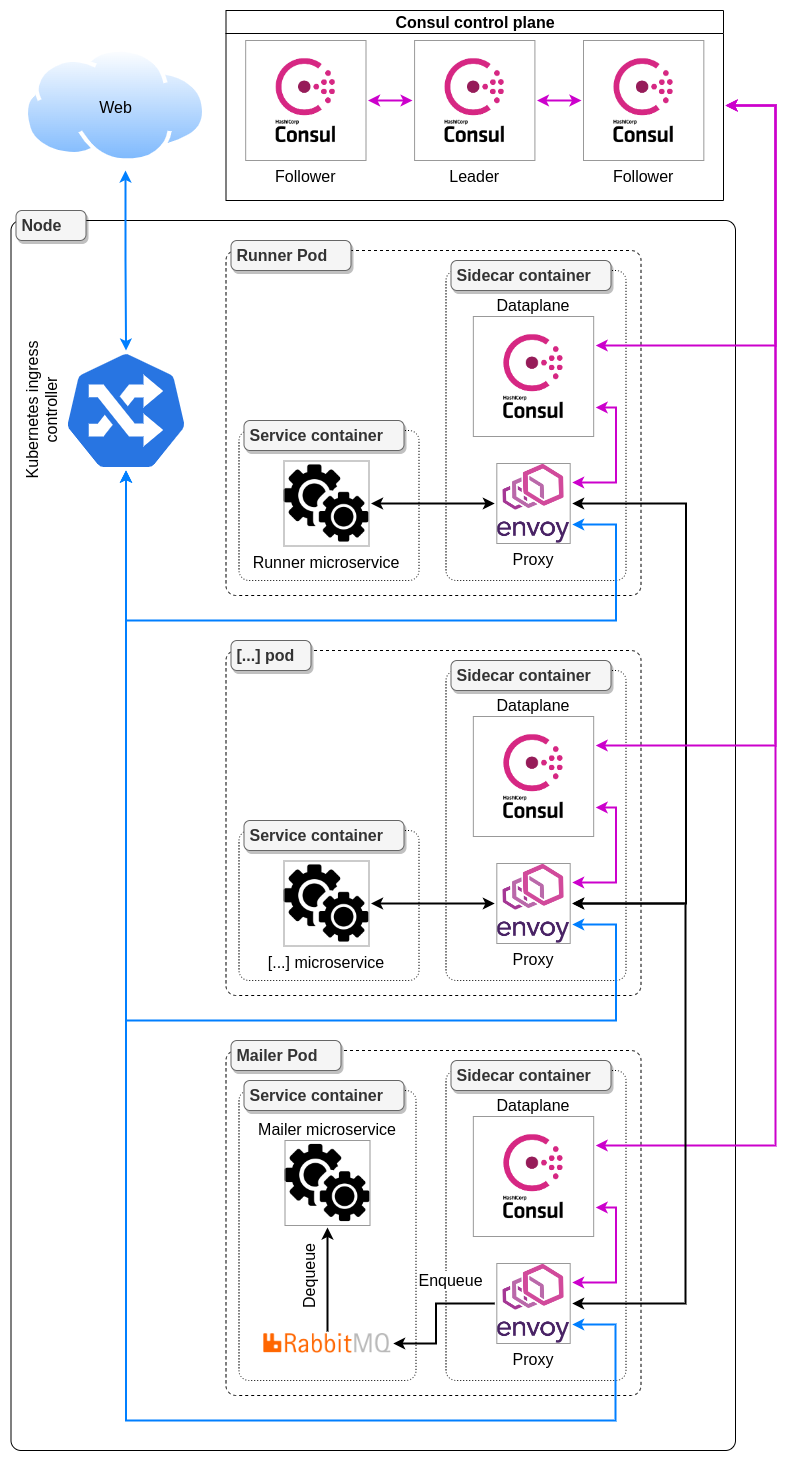 Consul control plane
Web
HashiCorp
Consul
HashiCorp
Consul
HashiCorp
Consul
Follower
Leader
Follower
Node
Runner Pod
Sidecar container
Dataplane
HashiCorp
Consul
Kubernetes ingress
controller
Service container
envoy
Runner microservice
Proxy
[...] pod
Sidecar container
Dataplane
HashiCorp
Consul
Service container
envoy
[...] microservice
Proxy
Mailer Pod
Sidecar container
Service container
Dataplane
Mailer microservice
HashiCorp
Consul
Dequeue
Enqueue
envoy
RabbitMQ
Proxy